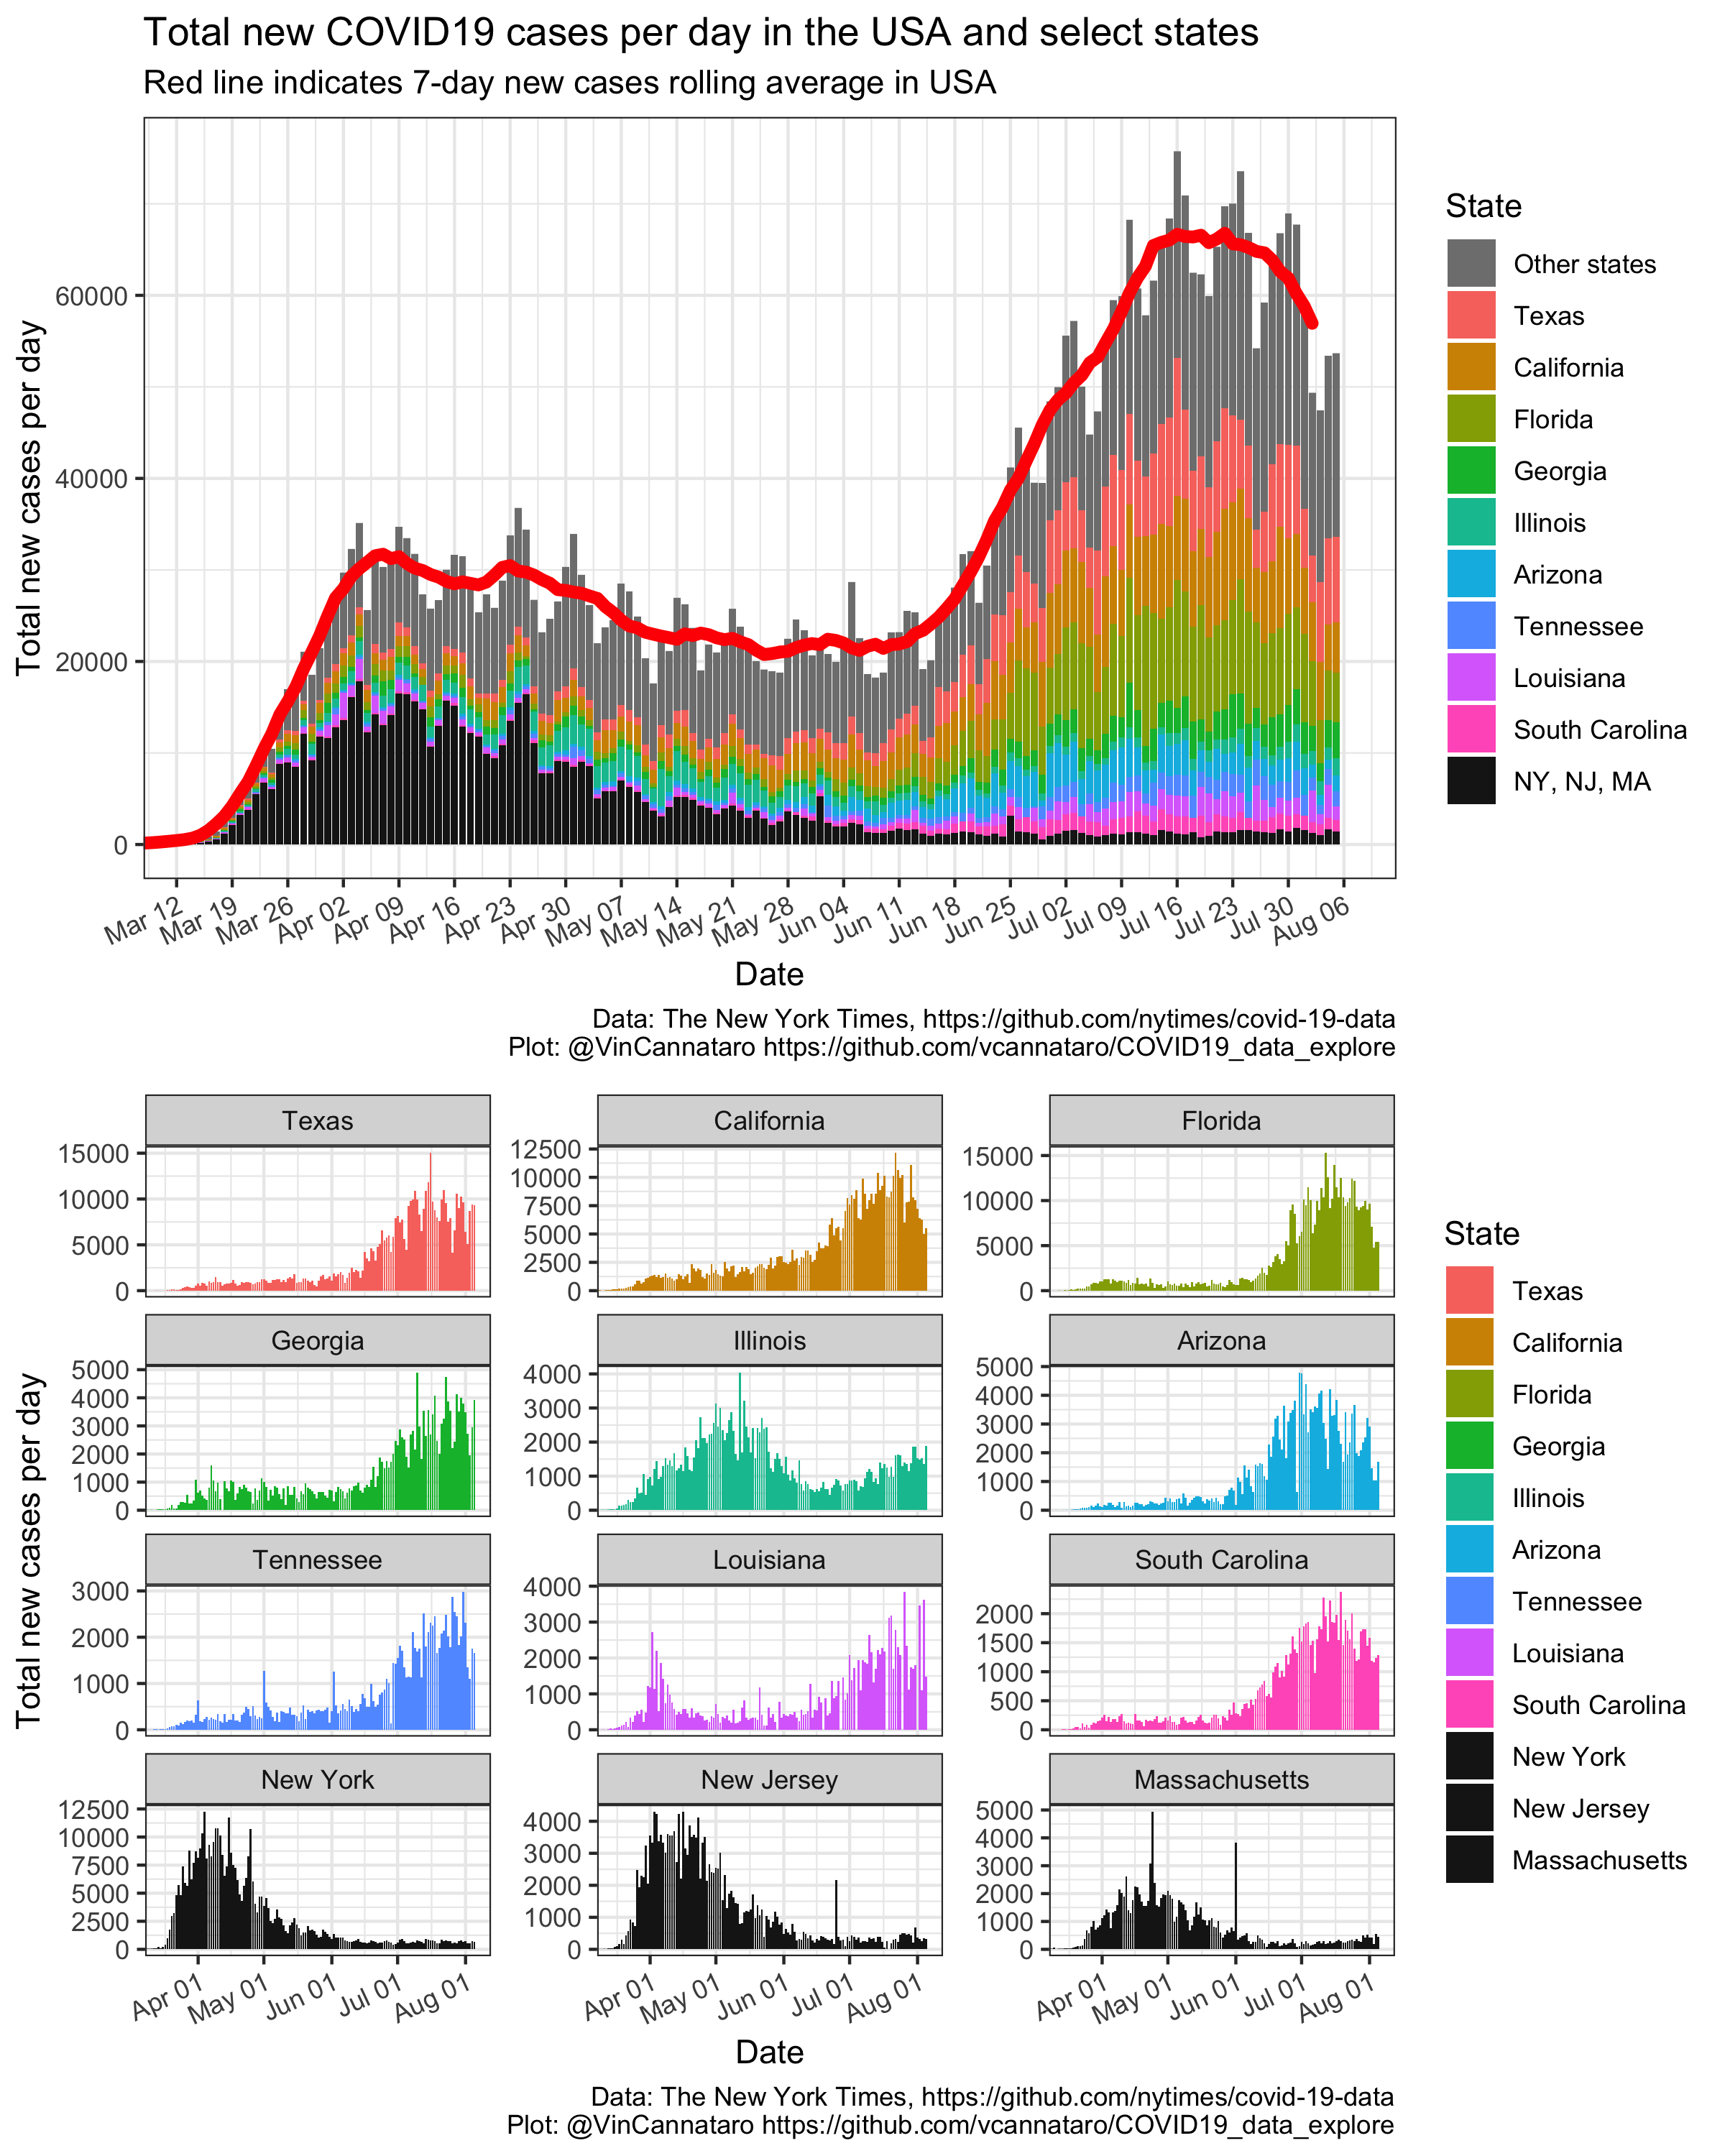 Total new COVID19 cases per day in the USA and select states
Red line indicates 7-day new cases rolling average in USA
Total new cases per day
60000
40000
20000
0
Mar 12
Mar 19
Mar 26
Apr 02
Apr 09
Apr 16
Apr 23
Apr 30
May 07
May 14
May 21
May 28
Jun 04
Jun 11
Jun 18
Jun 25
Jul 02
Jul 09
Jul 16
Jul 23
Jul 30
Aug 06
Date
State
Other states
Texas
California
Florida
Georgia
Illinois
Arizona
Tennessee
Louisiana
South Carolina
NY, NJ, MA
Data: The New York Times, https://github.com/nytimes/covid-19-data
Plot: @VinCannataro https://github.com/vcannataro/COVID19_data_explore
Total new cases per day
Texas
15000
10000
5000
0
California
12500
10000
7500
5000
2500
0
Florida
15000
10000
5000
0
Georgia
5000
4000
3000
2000
1000
0
Illinois
4000
3000
2000
1000
0
Arizona
5000
4000
3000
2000
1000
0
Tennessee
3000
2000
1000
0
Louisiana
4000
3000
2000
1000
0
South Carolina
2000
1500
1000
500
0
New York
12500
10000
7500
5000
2500
0
Apr 01
May 01
Jun 01
Jul 01
Aug 01
New Jersey
4000
3000
2000
1000
0
Apr 01
May 01
Jun 01
Jul 01
Aug 01
Massachusetts
5000
4000
3000
2000
1000
0
Apr 01
May 01
Jun 01
Jul 01
Aug 01
Date
State
Texas
California
Florida
Georgia
Illinois
Arizona
Tennessee
Louisiana
South Carolina
New York
New Jersey
Massachusetts
Data: The New York Times, https://github.com/nytimes/covid-19-data
Plot: @VinCannataro https://github.com/vcannataro/COVID19_data_explore